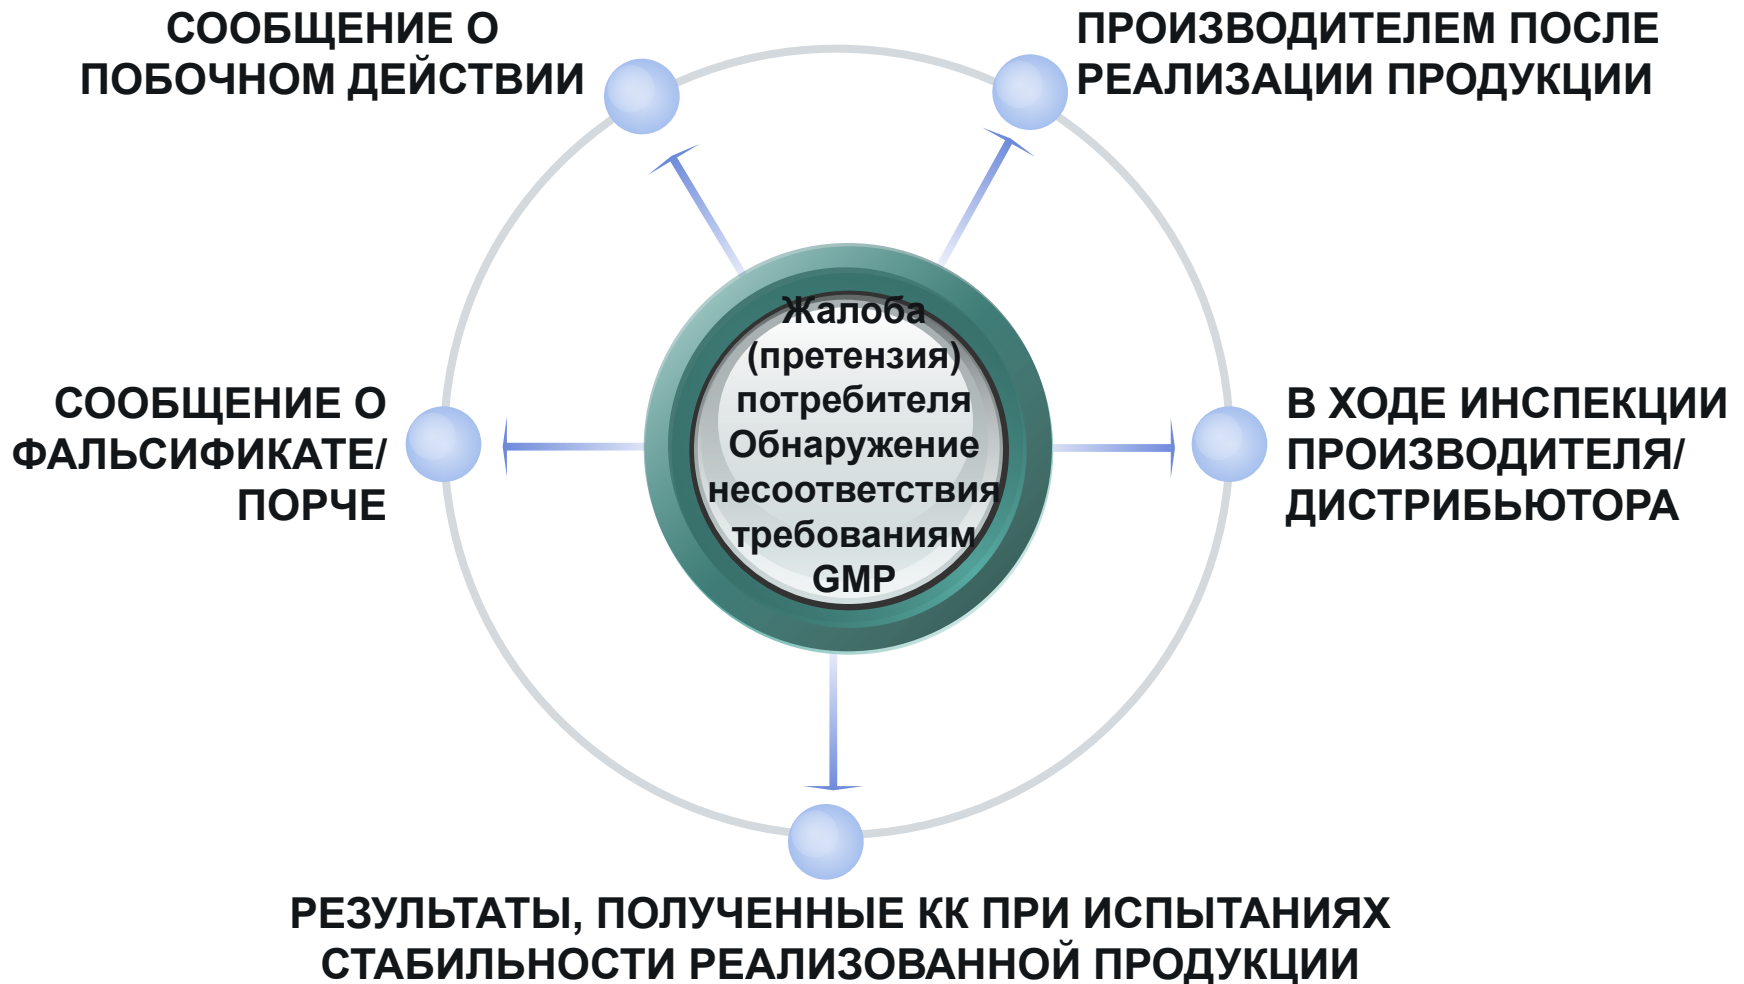 СООБЩЕНИЕ О
ПОБОЧНОМ ДЕЙСТВИИ
ПРОИЗВОДИТЕЛЕМ ПОСЛЕ
РЕАЛИЗАЦИИ ПРОДУКЦИИ
СООБЩЕНИЕ О
ФАЛЬСИФИКАТЕ/
ПОРЧЕ
Жалоба
(претензия)
потребителя
Обнаружение
несоответствия
требованиям
GMP
В ХОДЕ ИНСПЕКЦИИ
ПРОИЗВОДИТЕЛЯ/
ДИСТРИБЬЮТОРА
РЕЗУЛЬТАТЫ, ПОЛУЧЕННЫЕ КК ПРИ ИСПЫТАНИЯХ
СТАБИЛЬНОСТИ РЕАЛИЗОВАННОЙ ПРОДУКЦИИ